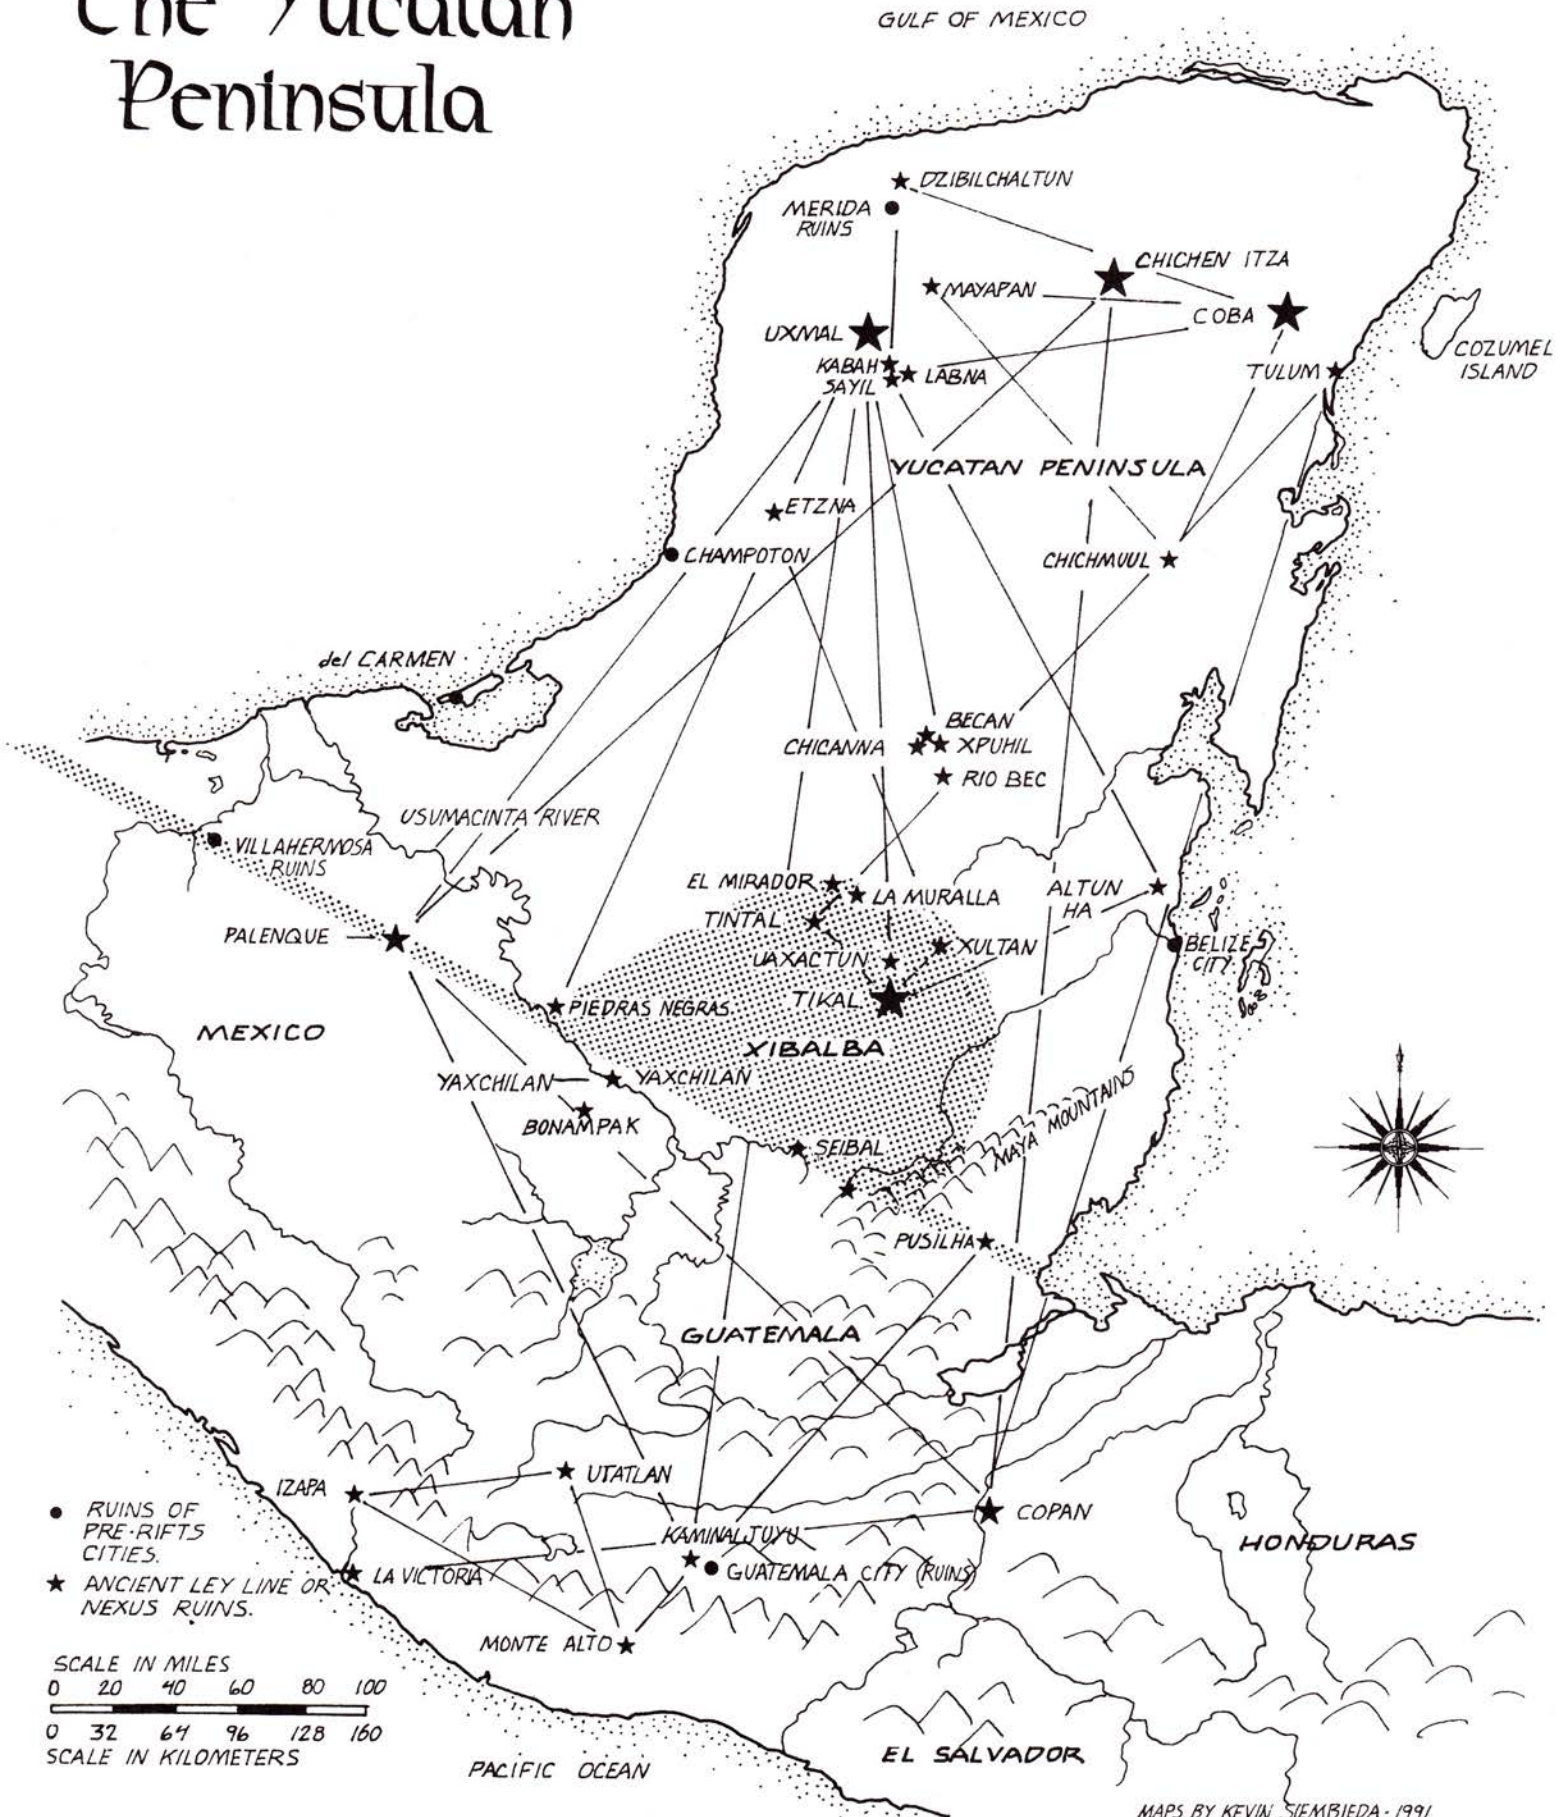 The Yucatan
Peninsula
GULF OF MEXICO
DZIBILCHALTUN
MERIDA
RUINS
CHICHEN ITZA
MAYAPAN
COBA
UXMAL
COZUMEL
ISLAND
KABAH
SAYIL
LABNA
TULUM
YUCATAN PENINSULA
ETZNA
CHAMPOTON
CHICHMUUL
del CARMEN
BECAN
CHICANNA
XPUHIL
RIO BEC
USUMACINTA RIVER
VILLAHERMOSA
RUINS
EL MIRADOR
LA MURALLA
ALTUN
HA
TINTAL
PALENQUE
UAXACTUN
XULTAN
BELIZE
CITY
TIKAL
PIEDRAS NEGRAS
MEXICO
XIBALBA
YAXCHILAN
YAXCHILAN
BONAMPAK
MAYA MOUNTAINS
SEIBAL
PUSILHA
GUATEMALA
IZAPA
UTATLAN
COPAN
KAMINALJUYU
HONDURAS
LA VICTORIA
GUATEMALA CITY (RUINS)
MONTE ALTO
RUINS OF
PRE-RIFTS
CITIES.
ANCIENT LEY LINE OR
NEXUS RUINS.
SCALE IN MILES
0 20 40 60 80 100
0 32 64 96 128 160
SCALE IN KILOMETERS
PACIFIC OCEAN
EL SALVADOR
MAPS BY KEVIN SIEMBIEDA - 1991